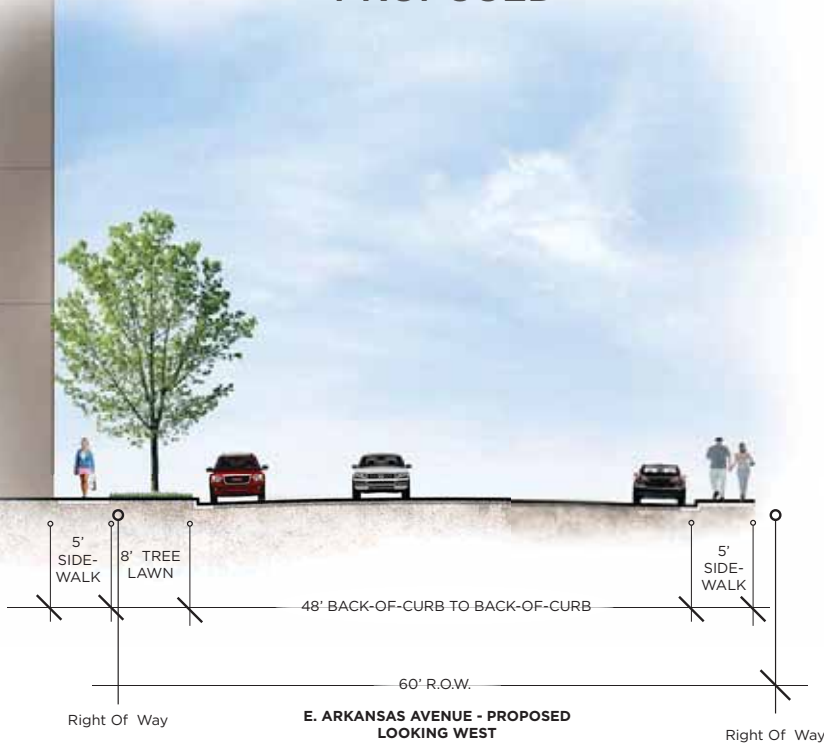 PROPOSED
5'
SIDE-
WALK
8' TREE
LAWN
5'
SIDE-
WALK
48' BACK-OF-CURB TO BACK-OF-CURB
60' R.O.W.
Right Of Way
E. ARKANSAS AVENUE - PROPOSED
LOOKING WEST
Right Of Way